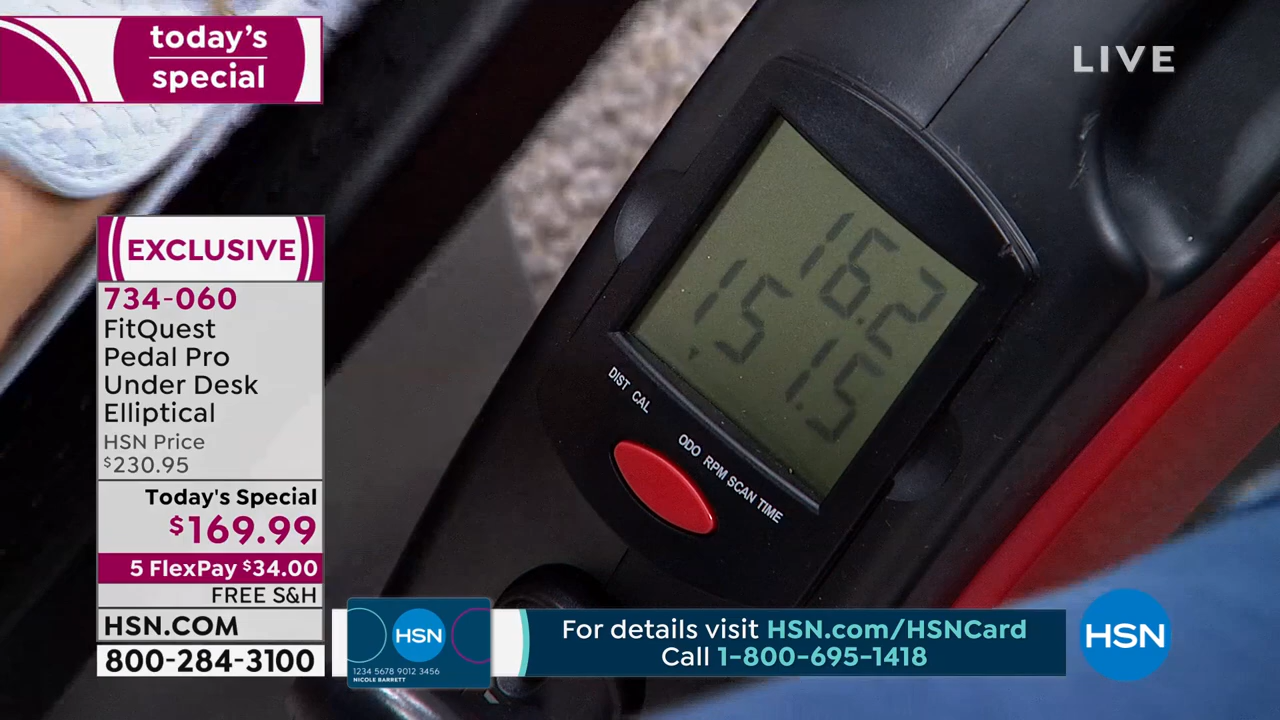 today's
special
LIVE
EXCLUSIVE
734-060
FitQuest
Pedal Pro
Under Desk
Elliptical
HSN Price
$230.95
Today's Special
$169.99
5 FlexPay $34.00
FREE S&H
HSN.COM
800-284-3100
16.2
15 1.5
DIST CAL
ODO RPM SCAN TIME
HSN
1234 5678 9012 3456
NICOLE BARRETT
For details visit HSN.com/HSNCard
Call 1-800-695-1418
HSN